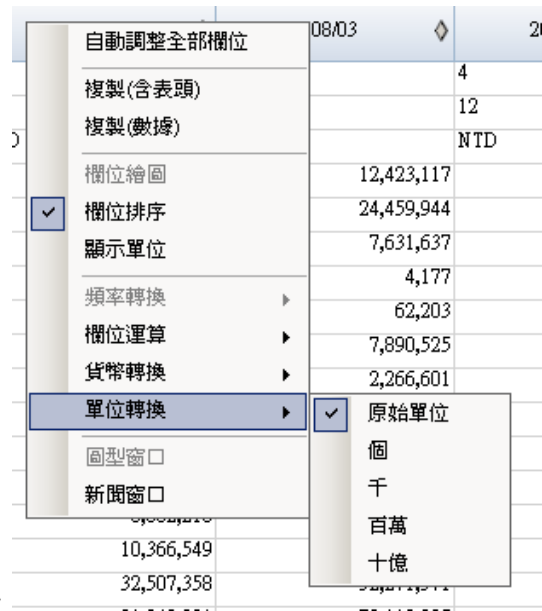 08/03
自動調整全部欄位
4
複製(含表頭)
12
複製(數據)
NTD
欄位繪圖
12,423,117
欄位排序
24,459,944
顯示單位
7,631,637
4,177
頻率轉換
62,203
欄位運算
7,890,525
貨幣轉換
2,266,601
單位轉換
原始單位
個
圖型窗口
千
新聞窗口
百萬
10,366,549
十億
32,507,358